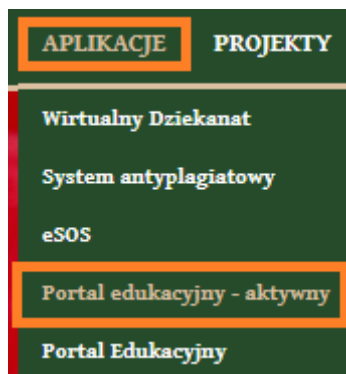 APLIKACJE PROJEKTY
Wirtualny Dziekanat
System antyplagiatowy
eSOS
Portal edukacyjny - aktywny
Portal Edukacyjny